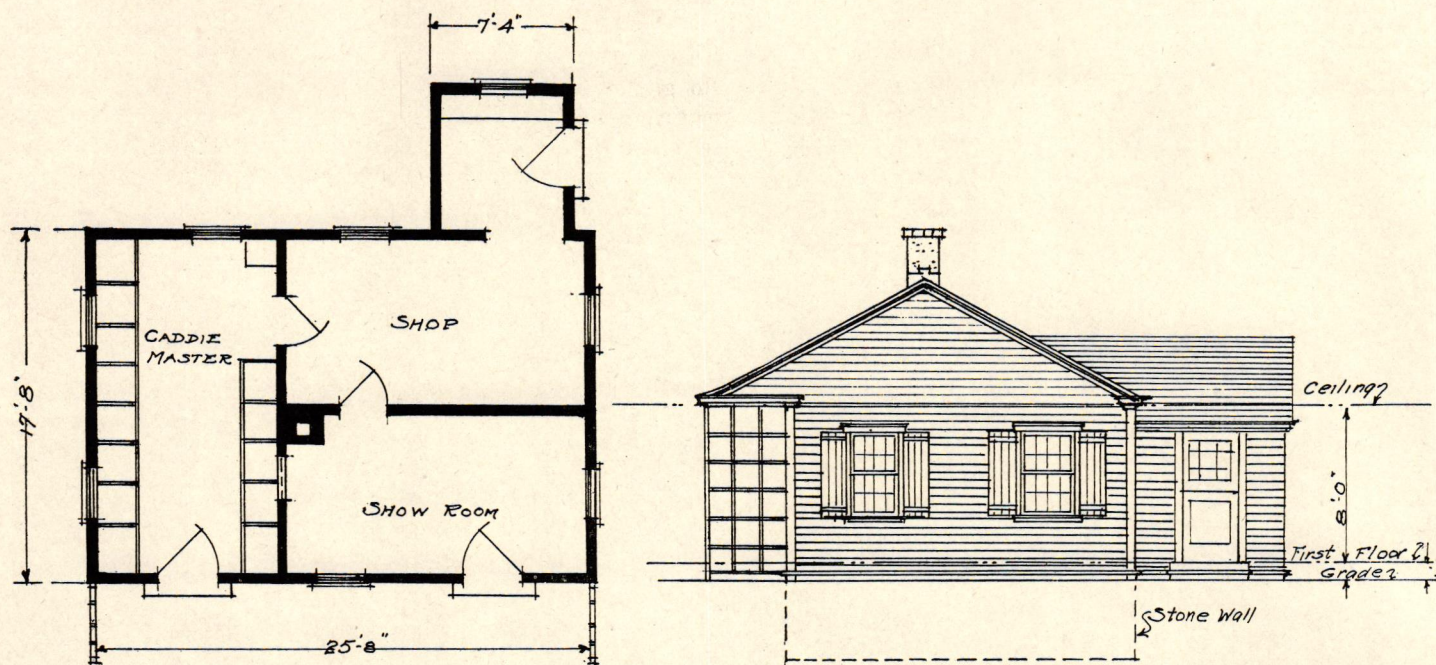 7'-4"
17'-8"
CADDIE
MASTER
SHOP
SHOW ROOM
25'-8"
Ceiling
8'-0"
First Floor
Grade
Stone Wall